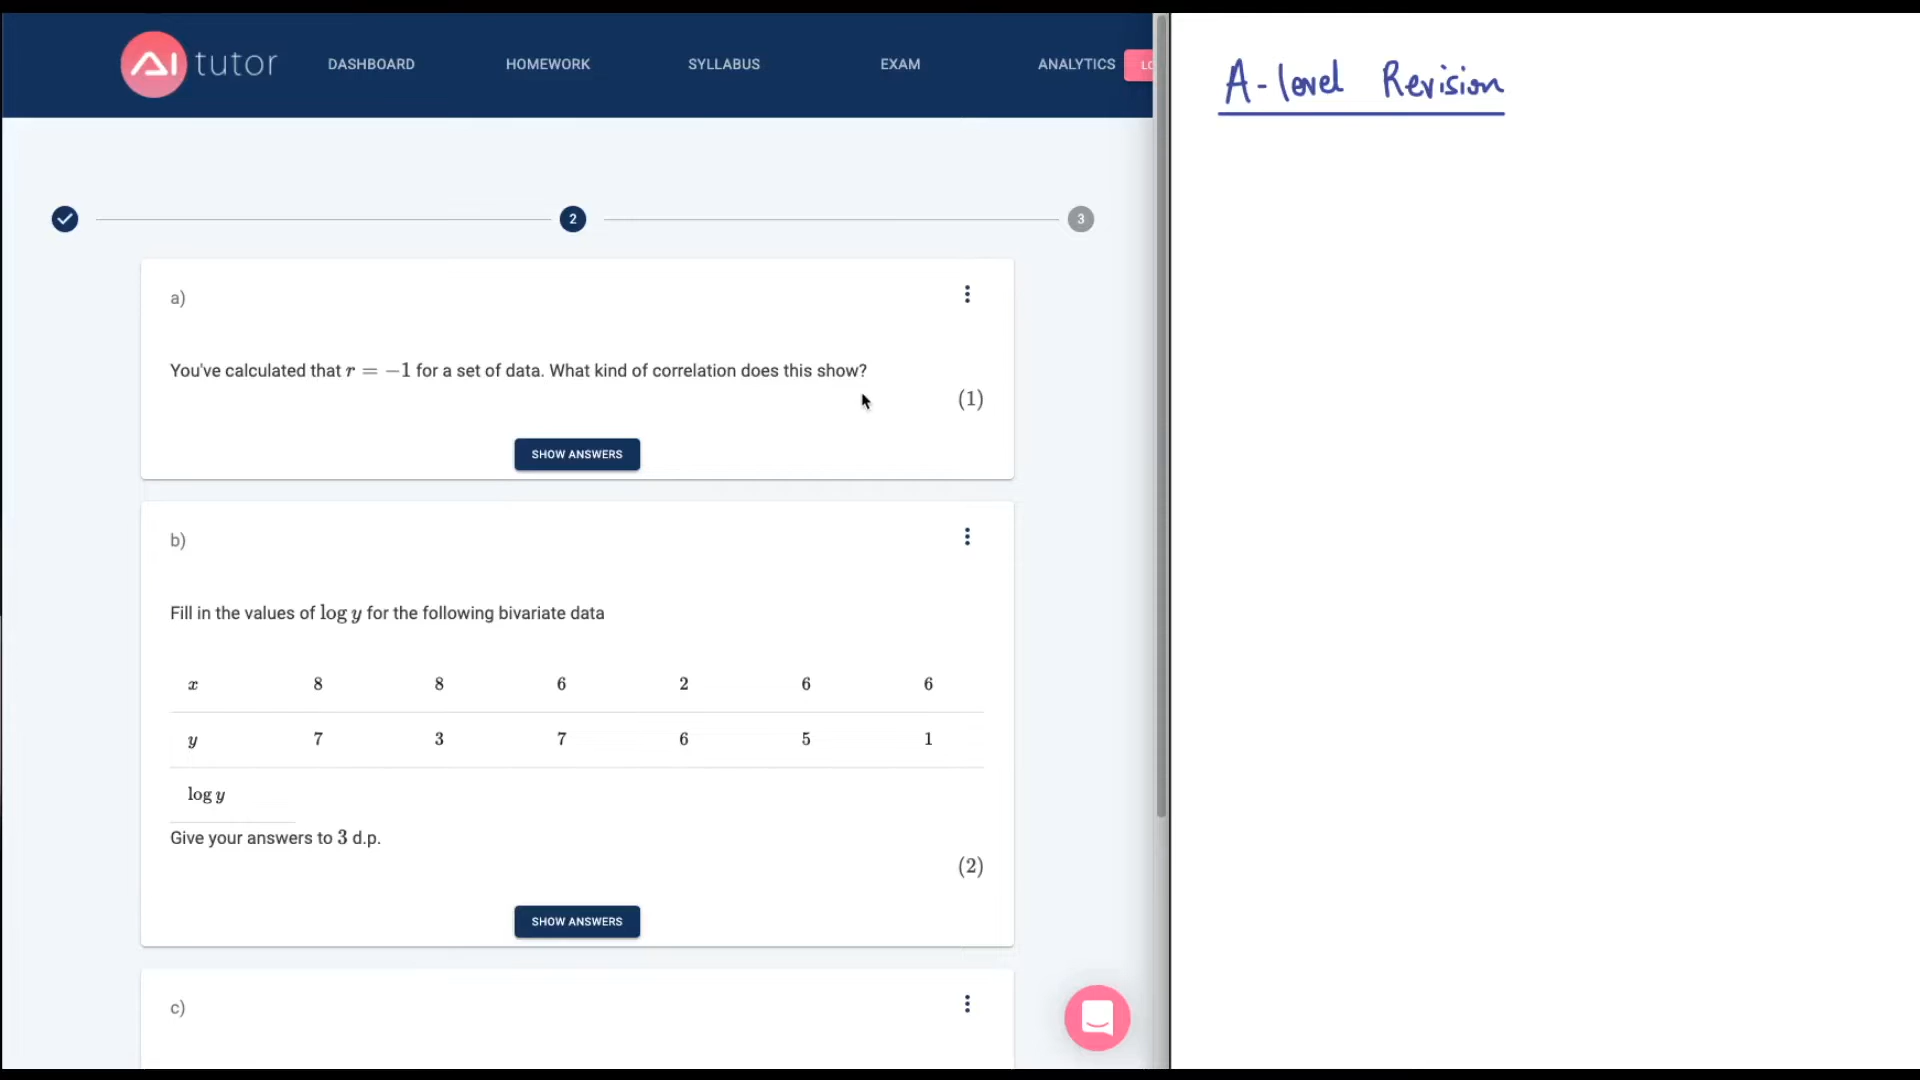 AI tutor DASHBOARD HOMEWORK SYLLABUS EXAM ANALYTICS LO
A-level Revision
2 3
a)
You've calculated that r = −1 for a set of data. What kind of correlation does this show?
(1)
SHOW ANSWERS
b)
Fill in the values of log y for the following bivariate data
x 8 8 6 2 6 6
y 7 3 7 6 5 1
log y
Give your answers to 3 d.p.
(2)
SHOW ANSWERS
c)